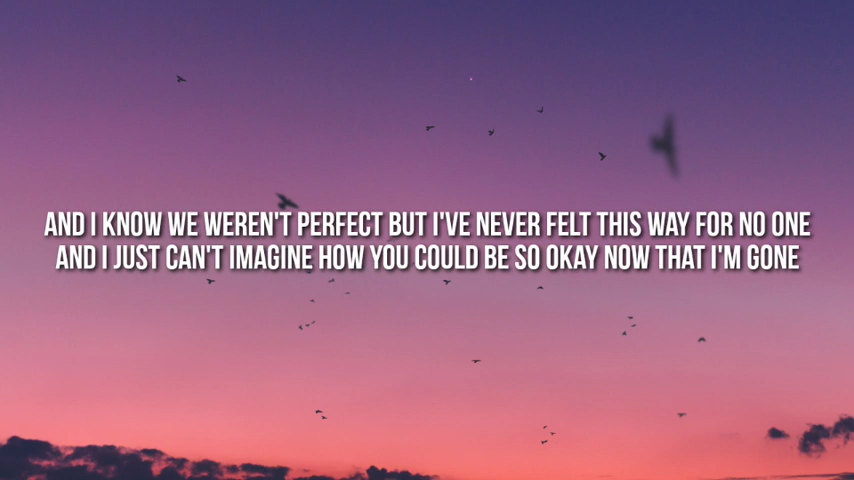 AND I KNOW WE WEREN'T PERFECT BUT I'VE NEVER FELT THIS WAY FOR NO ONE
AND I JUST CAN'T IMAGINE HOW YOU COULD BE SO OKAY NOW THAT I'M GONE